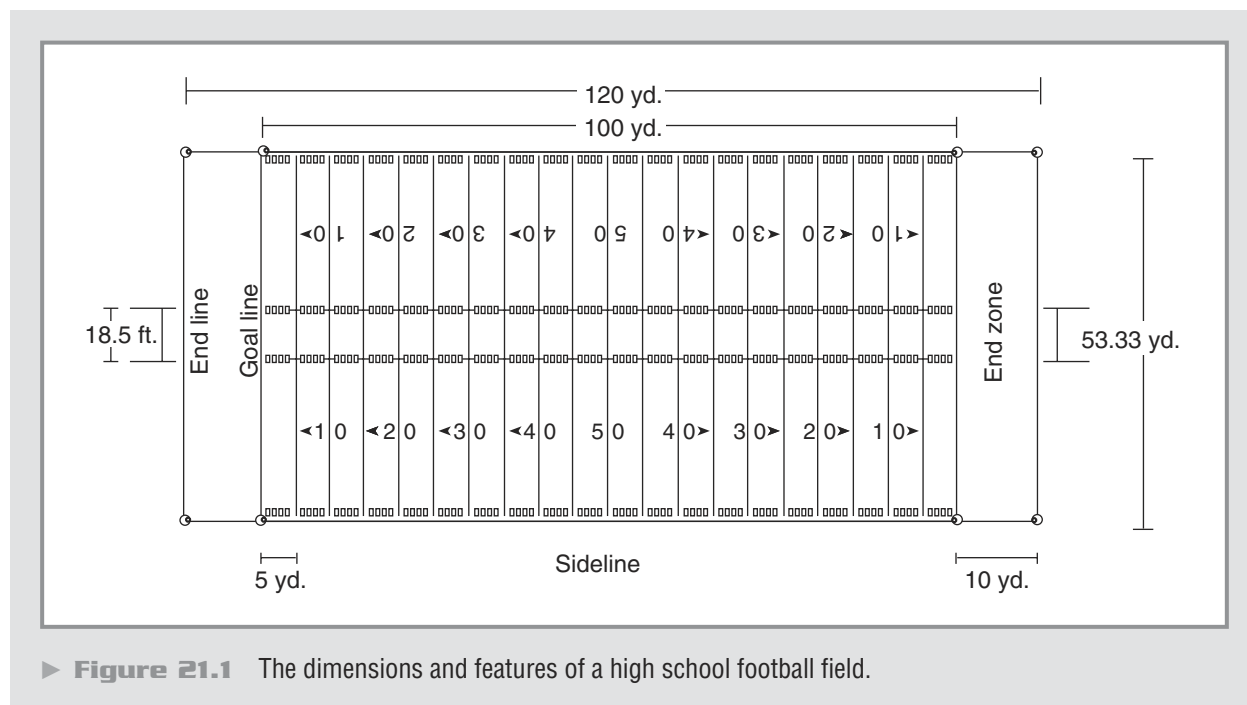 120 yd.
100 yd.
◄0 1 ◄0 2 ◄0 3 ◄0 4 0 5 0 4► 0 3► 0 2► 0 1►
18.5 ft.
End line
Goal line
End zone
53.33 yd.
◄1 0 ◄2 0 ◄3 0 ◄4 0 5 0 4 0► 3 0► 2 0► 1 0►
5 yd.
Sideline
10 yd.
► Figure 21.1 The dimensions and features of a high school football field.